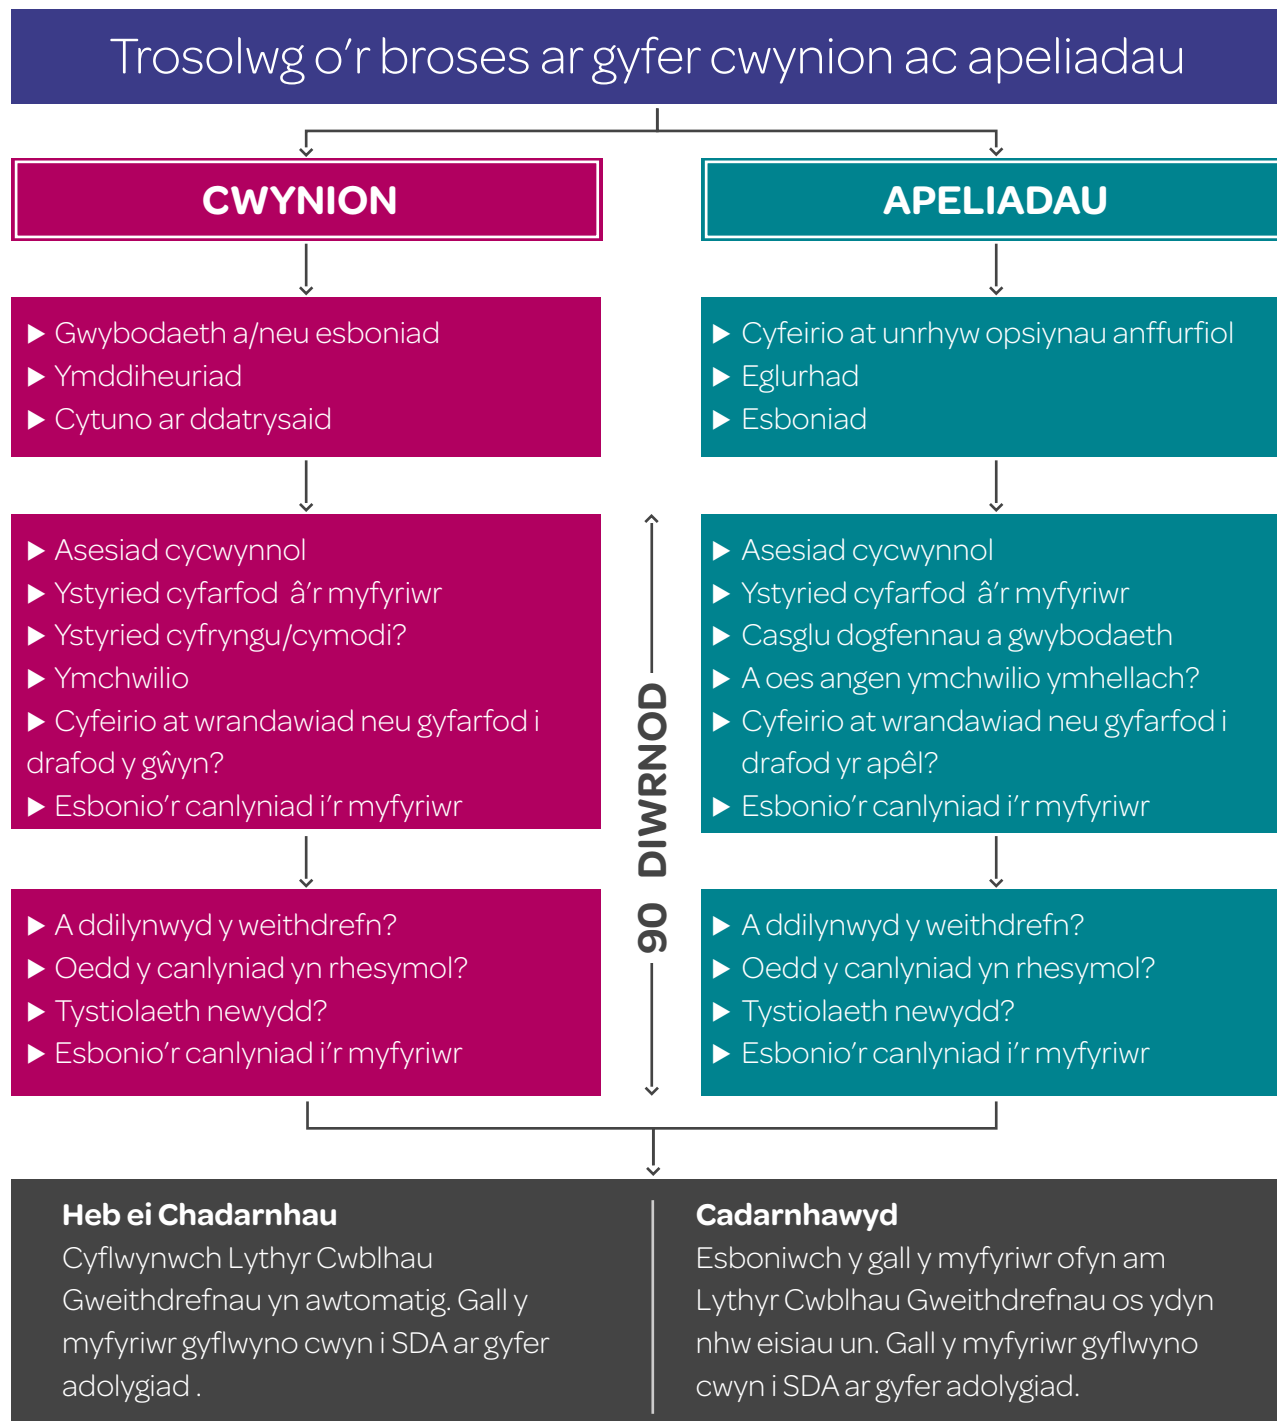 Trosolwg o'r broses ar gyfer cwynion ac apeliadau
CWYNION
▶ Gwybodaeth a/neu esboniad
▶ Ymddiheuriad
▶ Cytuno ar ddatrysaid
▶ Asesiad cycwynnol
▶ Ystyried cyfarfod â'r myfyriwr
▶ Ystyried cyfryngu/cymodi?
▶ Ymchwilio
▶ Cyfeirio at wrandawiad neu gyfarfod i
drafod y gŵyn?
▶ Esbonio'r canlyniad i'r myfyriwr
▶ A ddilynwyd y weithdrefn?
▶ Oedd y canlyniad yn rhesymol?
▶ Tystiolaeth newydd?
▶ Esbonio'r canlyniad i'r myfyriwr
90 DIWRNOD
APELIADAU
▶ Cyfeirio at unrhyw opsiynau anffurfiol
▶ Eglurhad
▶ Esboniad
▶ Asesiad cycwynnol
▶ Ystyried cyfarfod â'r myfyriwr
▶ Casglu dogfennau a gwybodaeth
▶ A oes angen ymchwilio ymhellach?
▶ Cyfeirio at wrandawiad neu gyfarfod i
drafod yr apêl?
▶ Esbonio'r canlyniad i'r myfyriwr
▶ A ddilynwyd y weithdrefn?
▶ Oedd y canlyniad yn rhesymol?
▶ Tystiolaeth newydd?
▶ Esbonio'r canlyniad i'r myfyriwr
Heb ei Chadarnhau
Cyflwynwch Lythyr Cwblhau
Gweithdrefnau yn awtomatig. Gall y
myfyriwr gyflwyno cwyn i SDA ar gyfer
adolygiad .
Cadarnhawyd
Esboniwch y gall y myfyriwr ofyn am
Lythyr Cwblhau Gweithdrefnau os ydyn
nhw eisiau un. Gall y myfyriwr gyflwyno
cwyn i SDA ar gyfer adolygiad.